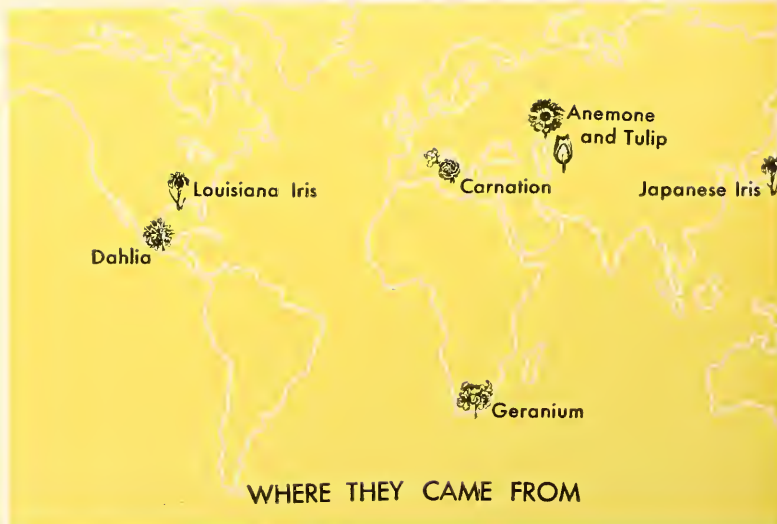 Anemone
and Tulip
Louisiana Iris
Carnation
Japanese Iris
Dahlia
Geranium
WHERE THEY CAME FROM